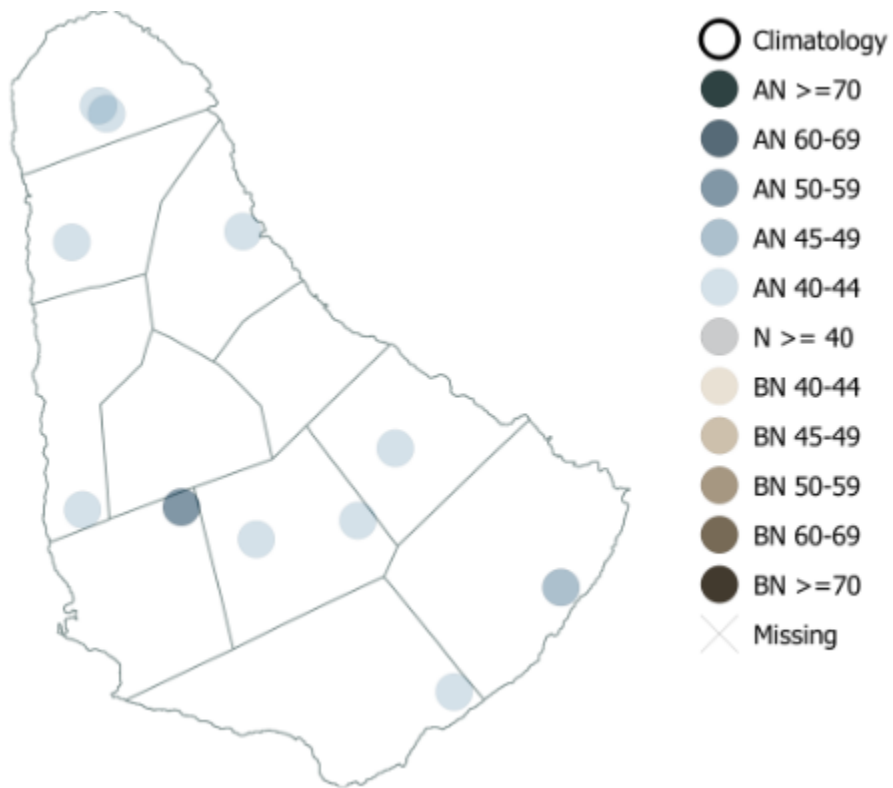 Climatology
AN >=70
AN 60-69
AN 50-59
AN 45-49
AN 40-44
N >= 40
BN 40-44
BN 45-49
BN 50-59
BN 60-69
BN >=70
Missing